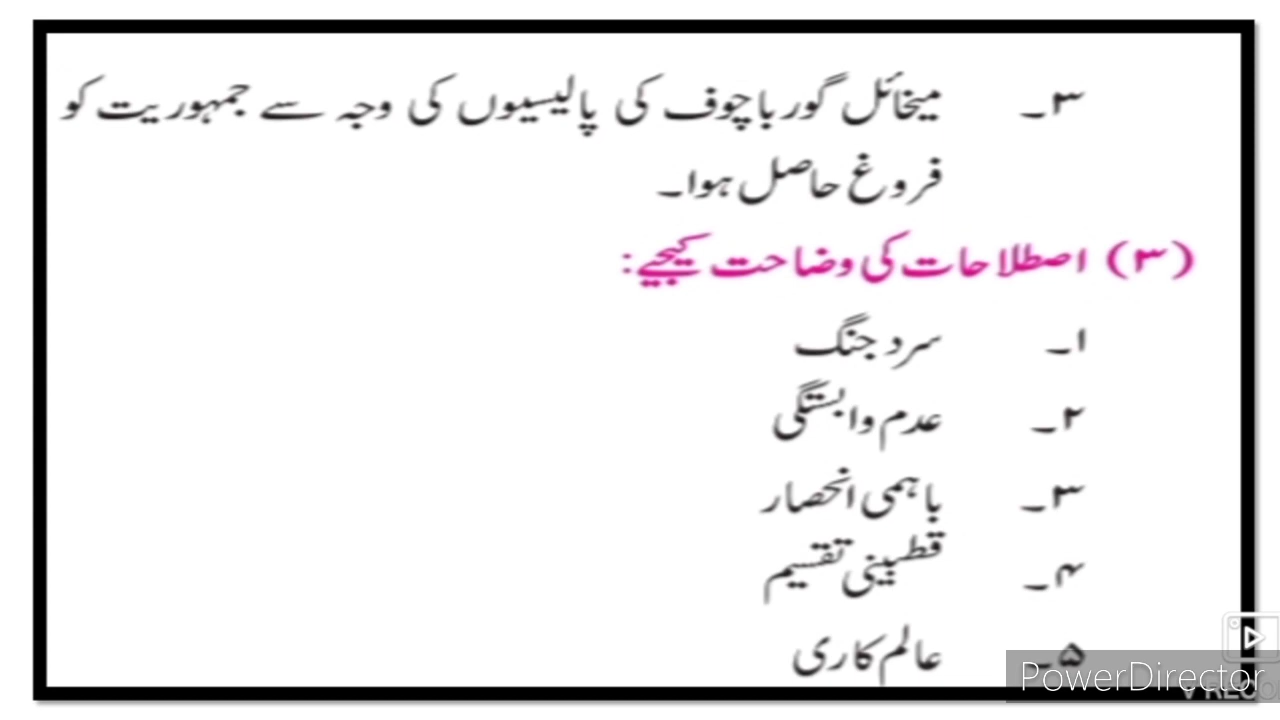 ۳۔ میخائل گورباچوف کی پالیسیوں کی وجہ سے جمہوریت کو
فروغ حاصل ہوا۔
(۳) اصطلاحات کی وضاحت کیجیے:
۱۔ سرد جنگ
۲۔ عدم وابستگی
۳۔ باہمی انحصار
۴۔ قطبینی تقسیم
۵۔ عالم کاری
PowerDirector